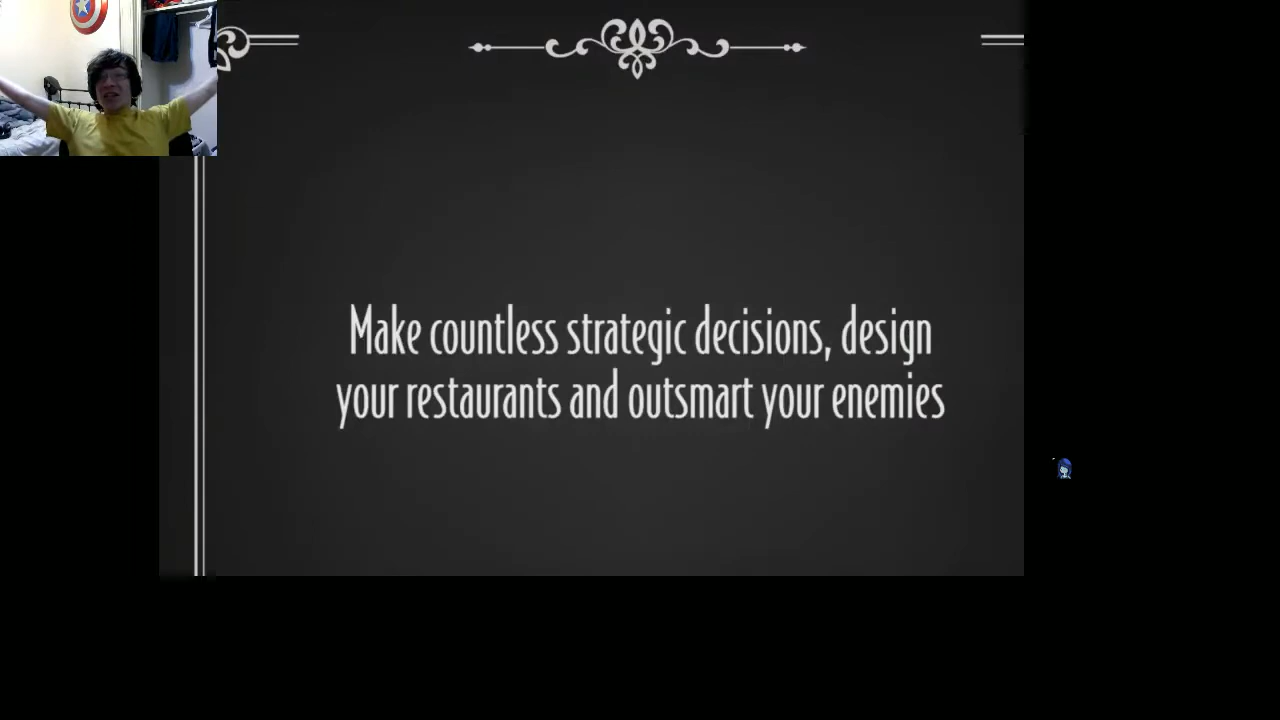 Make countless strategic decisions, design
your restaurants and outsmart your enemies